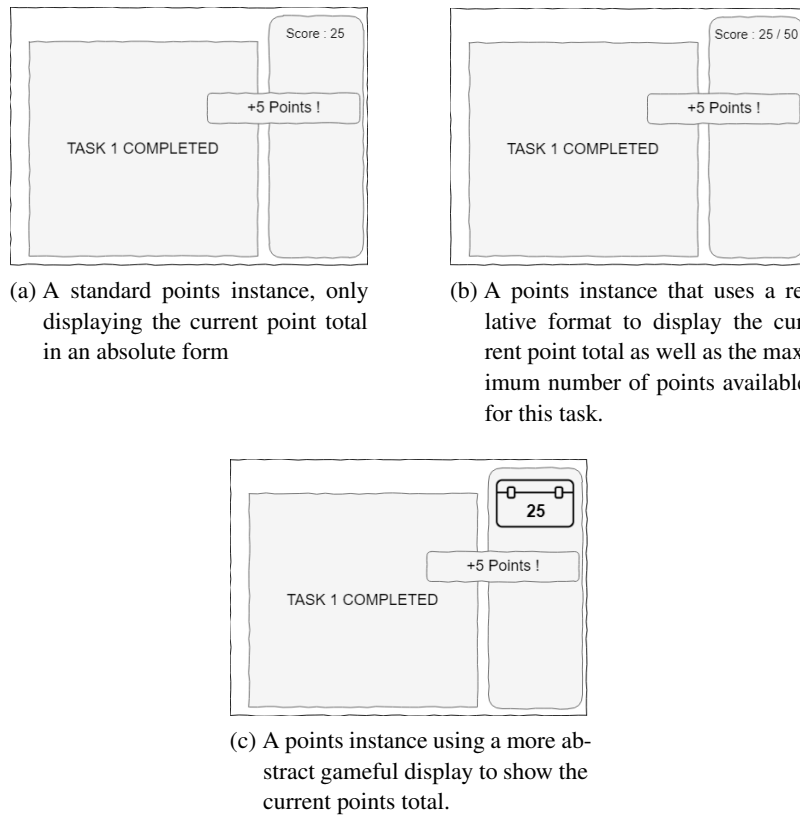 Score : 25
+5 Points !
TASK 1 COMPLETED
(a) A standard points instance, only
displaying the current point total
in an absolute form
Score : 25 / 50
+5 Points !
TASK 1 COMPLETED
(b) A points instance that uses a re
lative format to display the cur
rent point total as well as the max
imum number of points available
for this task.
25
+5 Points !
TASK 1 COMPLETED
(c) A points instance using a more ab-
stract gameful display to show the
current points total.